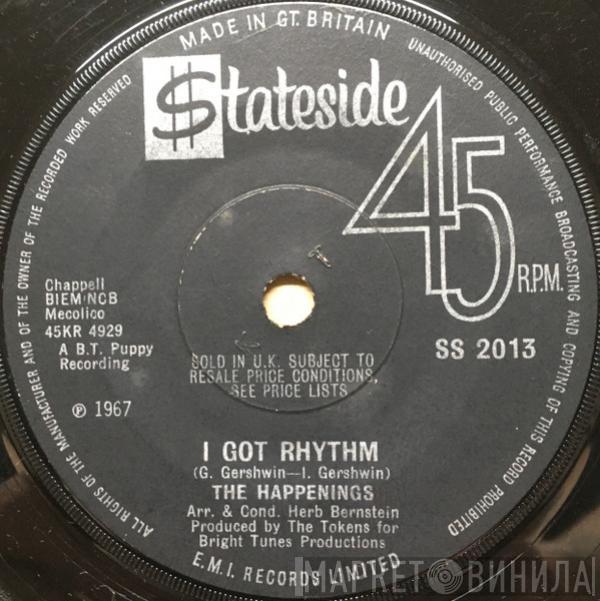 MADE IN GT. BRITAIN
UNAUTHORISED PUBLIC PERFORMANCE BROADCASTING AND COPYING OF THIS RECORD PROHIBITED
ALL RIGHTS OF THE MANUFACTURER AND OF THE OWNER OF THE RECORDED WORK RESERVED
$tateside
45
R.P.M.
Chappell
BIEM/NCB
Mecolico
45KR 4929
A B.T. Puppy
Recording
℗ 1967
SS 2013
SOLD IN U.K. SUBJECT TO
RESALE PRICE CONDITIONS,
SEE PRICE LISTS
I GOT RHYTHM
(G. Gershwin—I. Gershwin)
THE HAPPENINGS
Arr. & Cond. Herb Bernstein
Produced by The Tokens for
Bright Tunes Productions
E.M.I. RECORDS LIMITED
МАРКЕТ ВИНИЛА